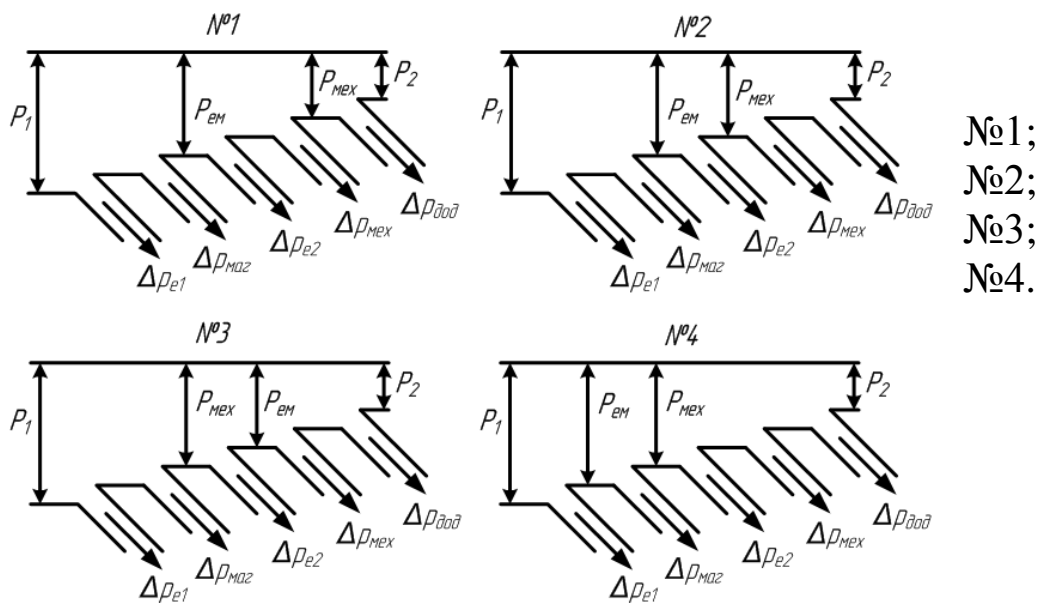 №1
P₁
Pем
Pмех
P₂
Δpе1
Δpмаг
Δpе2
Δpмех
Δpдод
№2
P₁
Pем
Pмех
P₂
Δpе1
Δpмаг
Δpе2
Δpмех
Δpдод
№1;
№2;
№3;
№4.
№3
P₁
Pмех
Pем
P₂
Δpе1
Δpмаг
Δpе2
Δpмех
Δpдод
№4
P₁
Pем
Pмех
P₂
Δpе1
Δpмаг
Δpе2
Δpмех
Δpдод